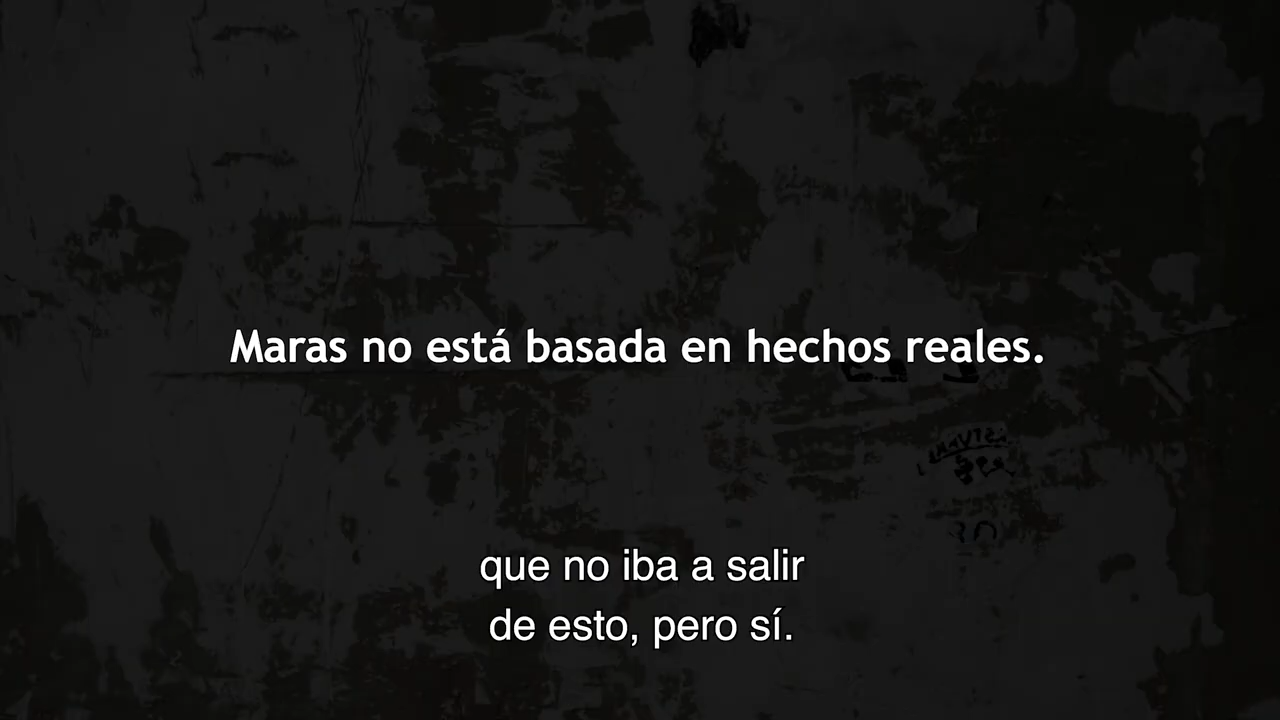 Maras no está basada en hechos reales.
que no iba a salir
de esto, pero sí.